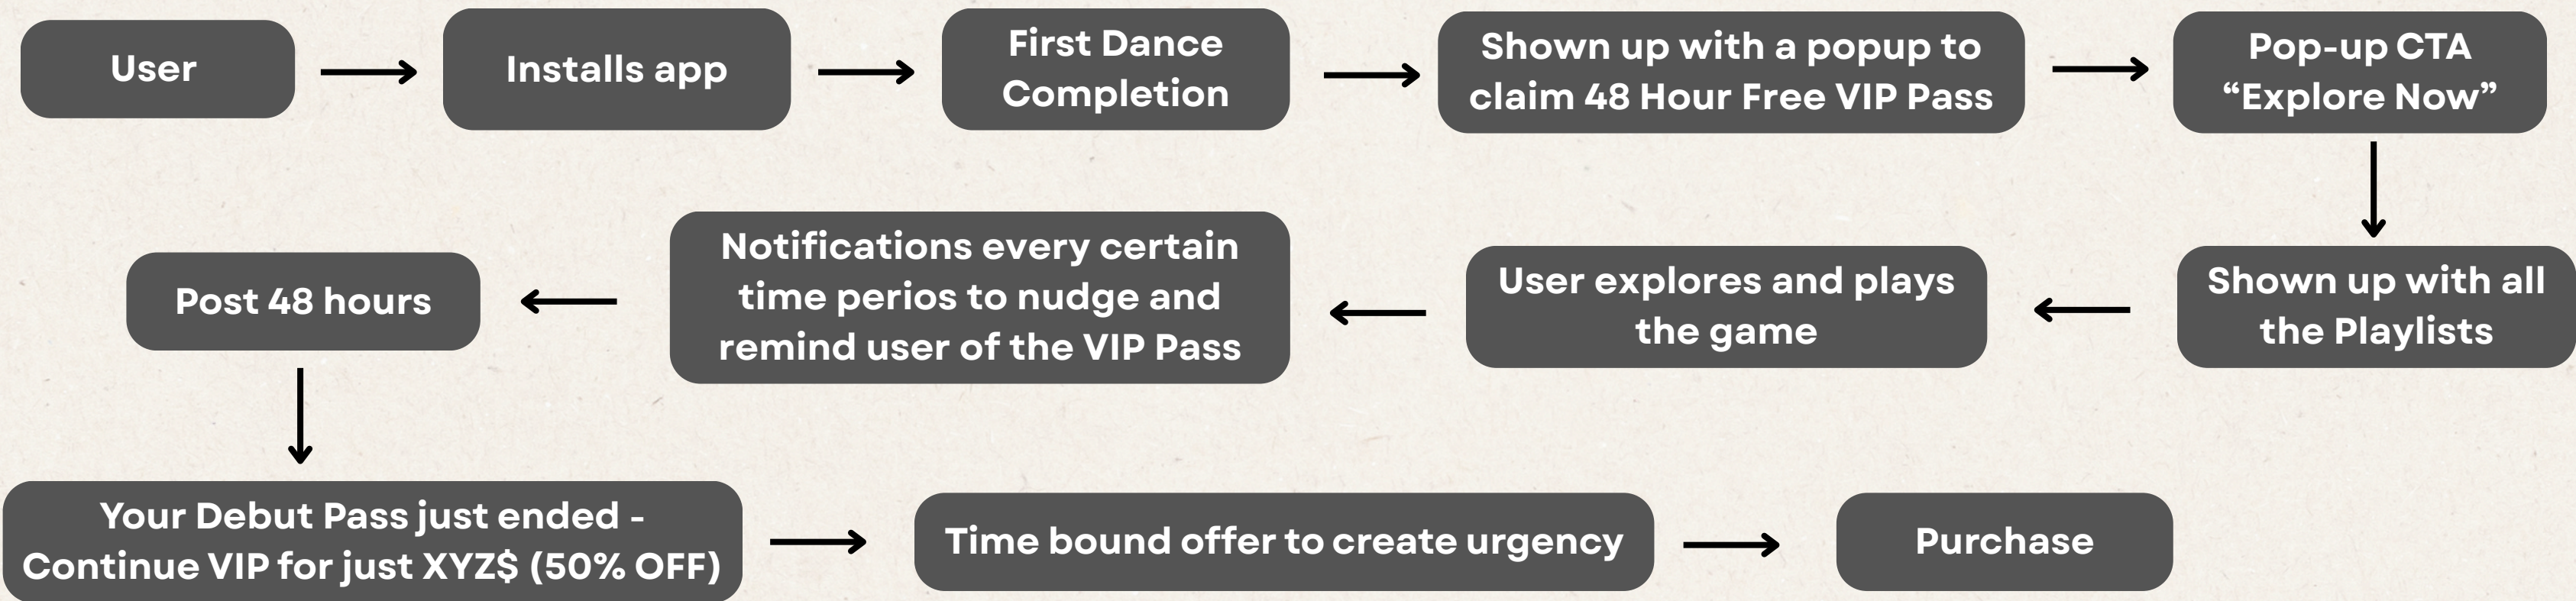 User
Installs app
First Dance
Completion
Shown up with a popup to
claim 48 Hour Free VIP Pass
Pop-up CTA
“Explore Now”
Shown up with all
the Playlists
User explores and plays
the game
Notifications every certain
time perios to nudge and
remind user of the VIP Pass
Post 48 hours
Your Debut Pass just ended -
Continue VIP for just XYZ$ (50% OFF)
Time bound offer to create urgency
Purchase